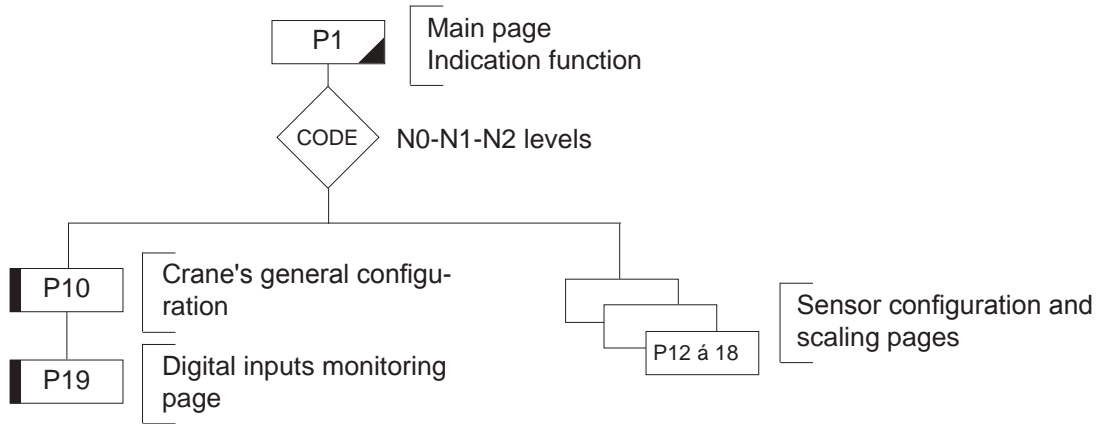 P1
Main page
Indication function
CODE
N0-N1-N2 levels
P10
Crane's general configu-
ration
P12 á 18
Sensor configuration and
scaling pages
P19
Digital inputs monitoring
page